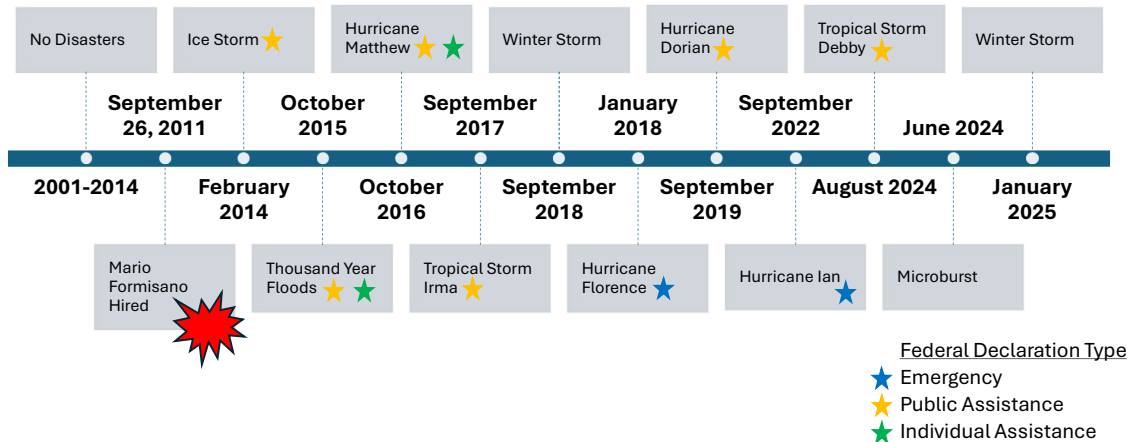 No Disasters
Ice Storm
Hurricane
Matthew
Winter Storm
Hurricane
Dorian
Tropical Storm
Debby
Winter Storm
September
26, 2011
October
2015
September
2017
January
2018
September
2022
June 2024
2001-2014
February
2014
October
2016
September
2018
September
2019
August 2024
January
2025
Mario
Formisano
Hired
Thousand Year
Floods
Tropical Storm
Irma
Hurricane
Florence
Hurricane Ian
Microburst
Federal Declaration Type
Emergency
Public Assistance
Individual Assistance